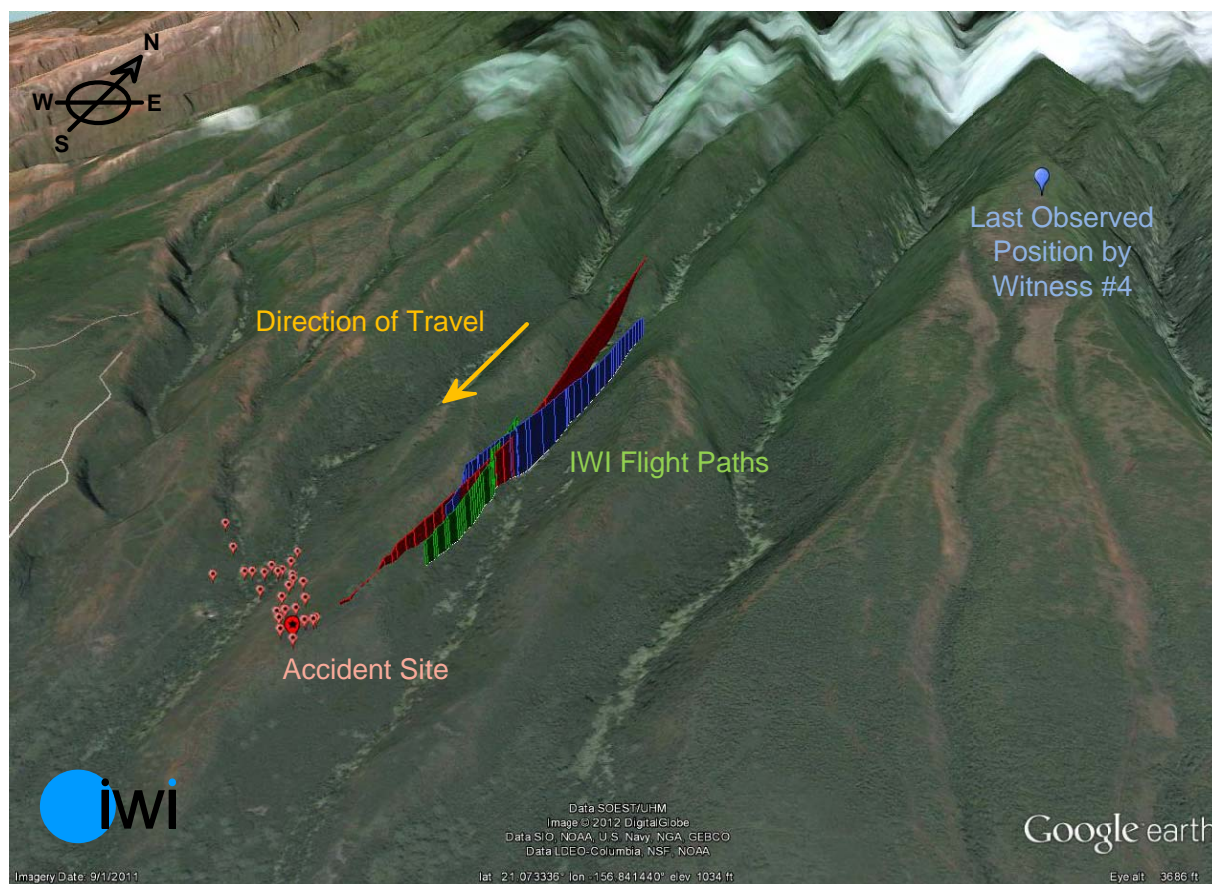 N
W
E
S
Last Observed
Position by
Witness #4
Direction of Travel
IWI Flight Paths
Accident Site
iwi
Data SOEST/UHM
Image © 2012 DigitalGlobe
Data SIO, NOAA, U.S. Navy, NGA, GEBCO
Data LDEO-Columbia, NSF, NOAA
Google earth
Imagery Date: 9/1/2011
lat 21.073336° lon -156.841440° elev 1034 ft
Eye alt 3686 ft